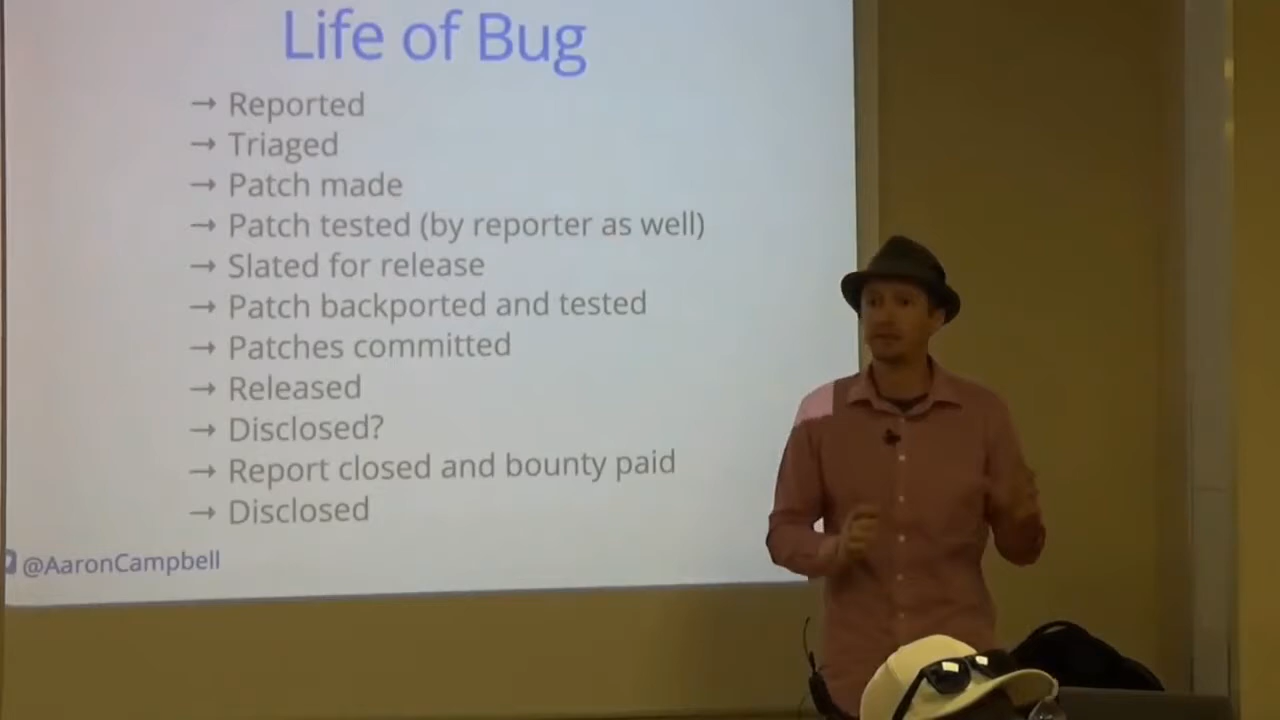 Life of Bug
→ Reported
→ Triaged
→ Patch made
→ Patch tested (by reporter as well)
→ Slated for release
→ Patch backported and tested
→ Patches committed
→ Released
→ Disclosed?
→ Report closed and bounty paid
→ Disclosed
@AaronCampbell